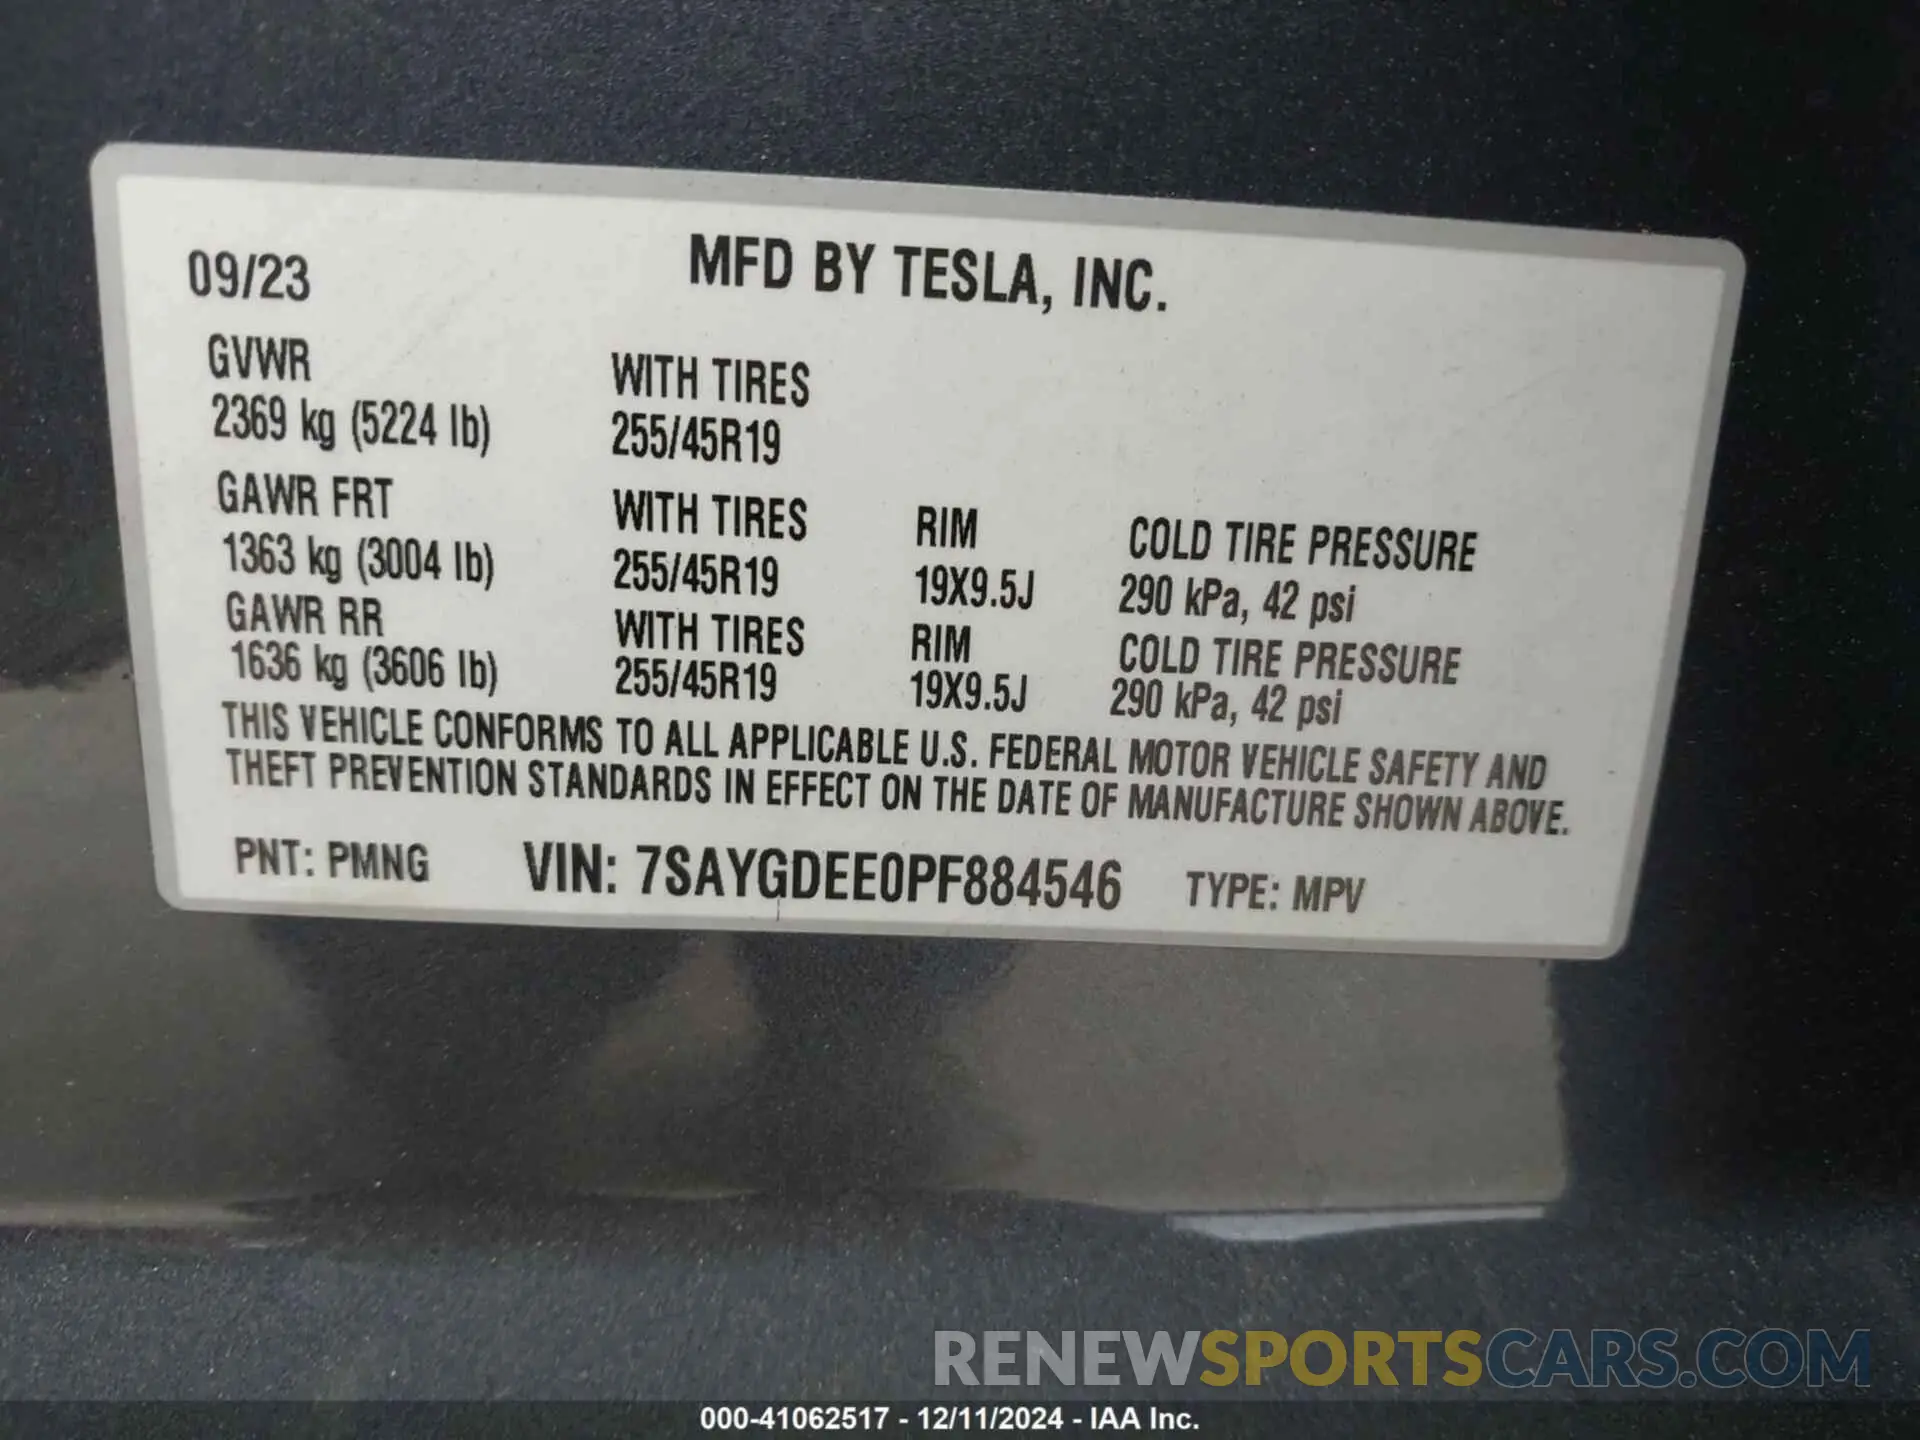 09/23 MFD BY TESLA, INC.
GVWR WITH TIRES
2369 kg (5224 lb) 255/45R19
GAWR FRT WITH TIRES RIM COLD TIRE PRESSURE
1363 kg (3004 lb) 255/45R19 19X9.5J 290 kPa, 42 psi
GAWR RR WITH TIRES RIM COLD TIRE PRESSURE
1636 kg (3606 lb) 255/45R19 19X9.5J 290 kPa, 42 psi
THIS VEHICLE CONFORMS TO ALL APPLICABLE U.S. FEDERAL MOTOR VEHICLE SAFETY AND
THEFT PREVENTION STANDARDS IN EFFECT ON THE DATE OF MANUFACTURE SHOWN ABOVE.
PNT: PMNG VIN: 7SAYGDEE0PF884546 TYPE: MPV
RENEWSPORTSCARS.COM
000-41062517 - 12/11/2024 - IAA Inc.